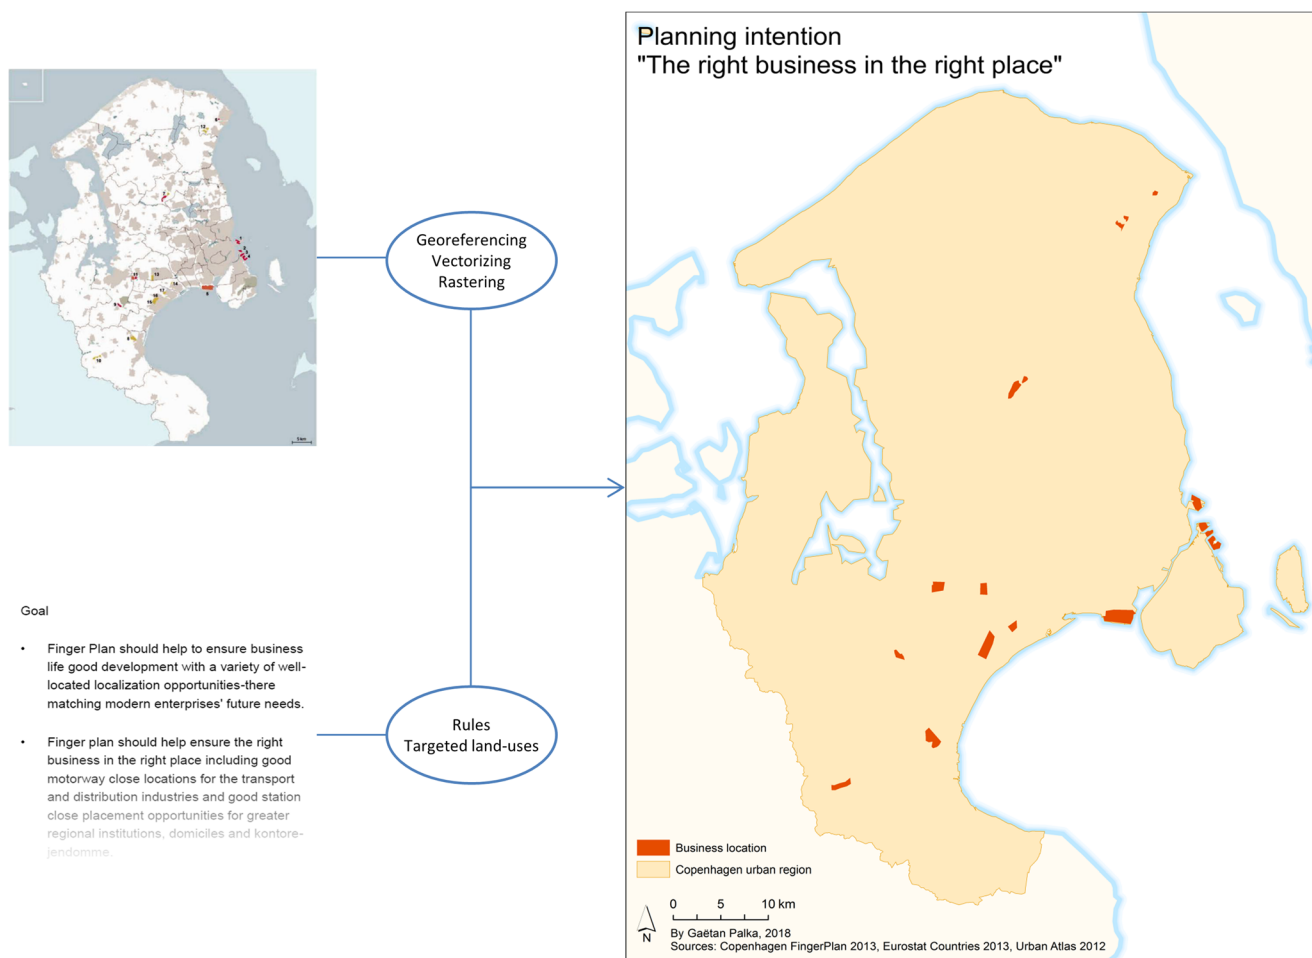 Planning intention
"The right business in the right place"
Georeferencing
Vectorizing
Rastering
Goal
• Finger Plan should help to ensure business
life good development with a variety of well-
located localization opportunities-there
matching modern enterprises' future needs.
• Finger plan should help ensure the right
business in the right place including good
motorway close locations for the transport
and distribution industries and good station
close placement opportunities for greater
regional institutions, domiciles and kontore-
jendomme.
Rules
Targeted land-uses
Business location
Copenhagen urban region
0 5 10 km
N
By Gaëtan Palka, 2018
Sources: Copenhagen FingerPlan 2013, Eurostat Countries 2013, Urban Atlas 2012